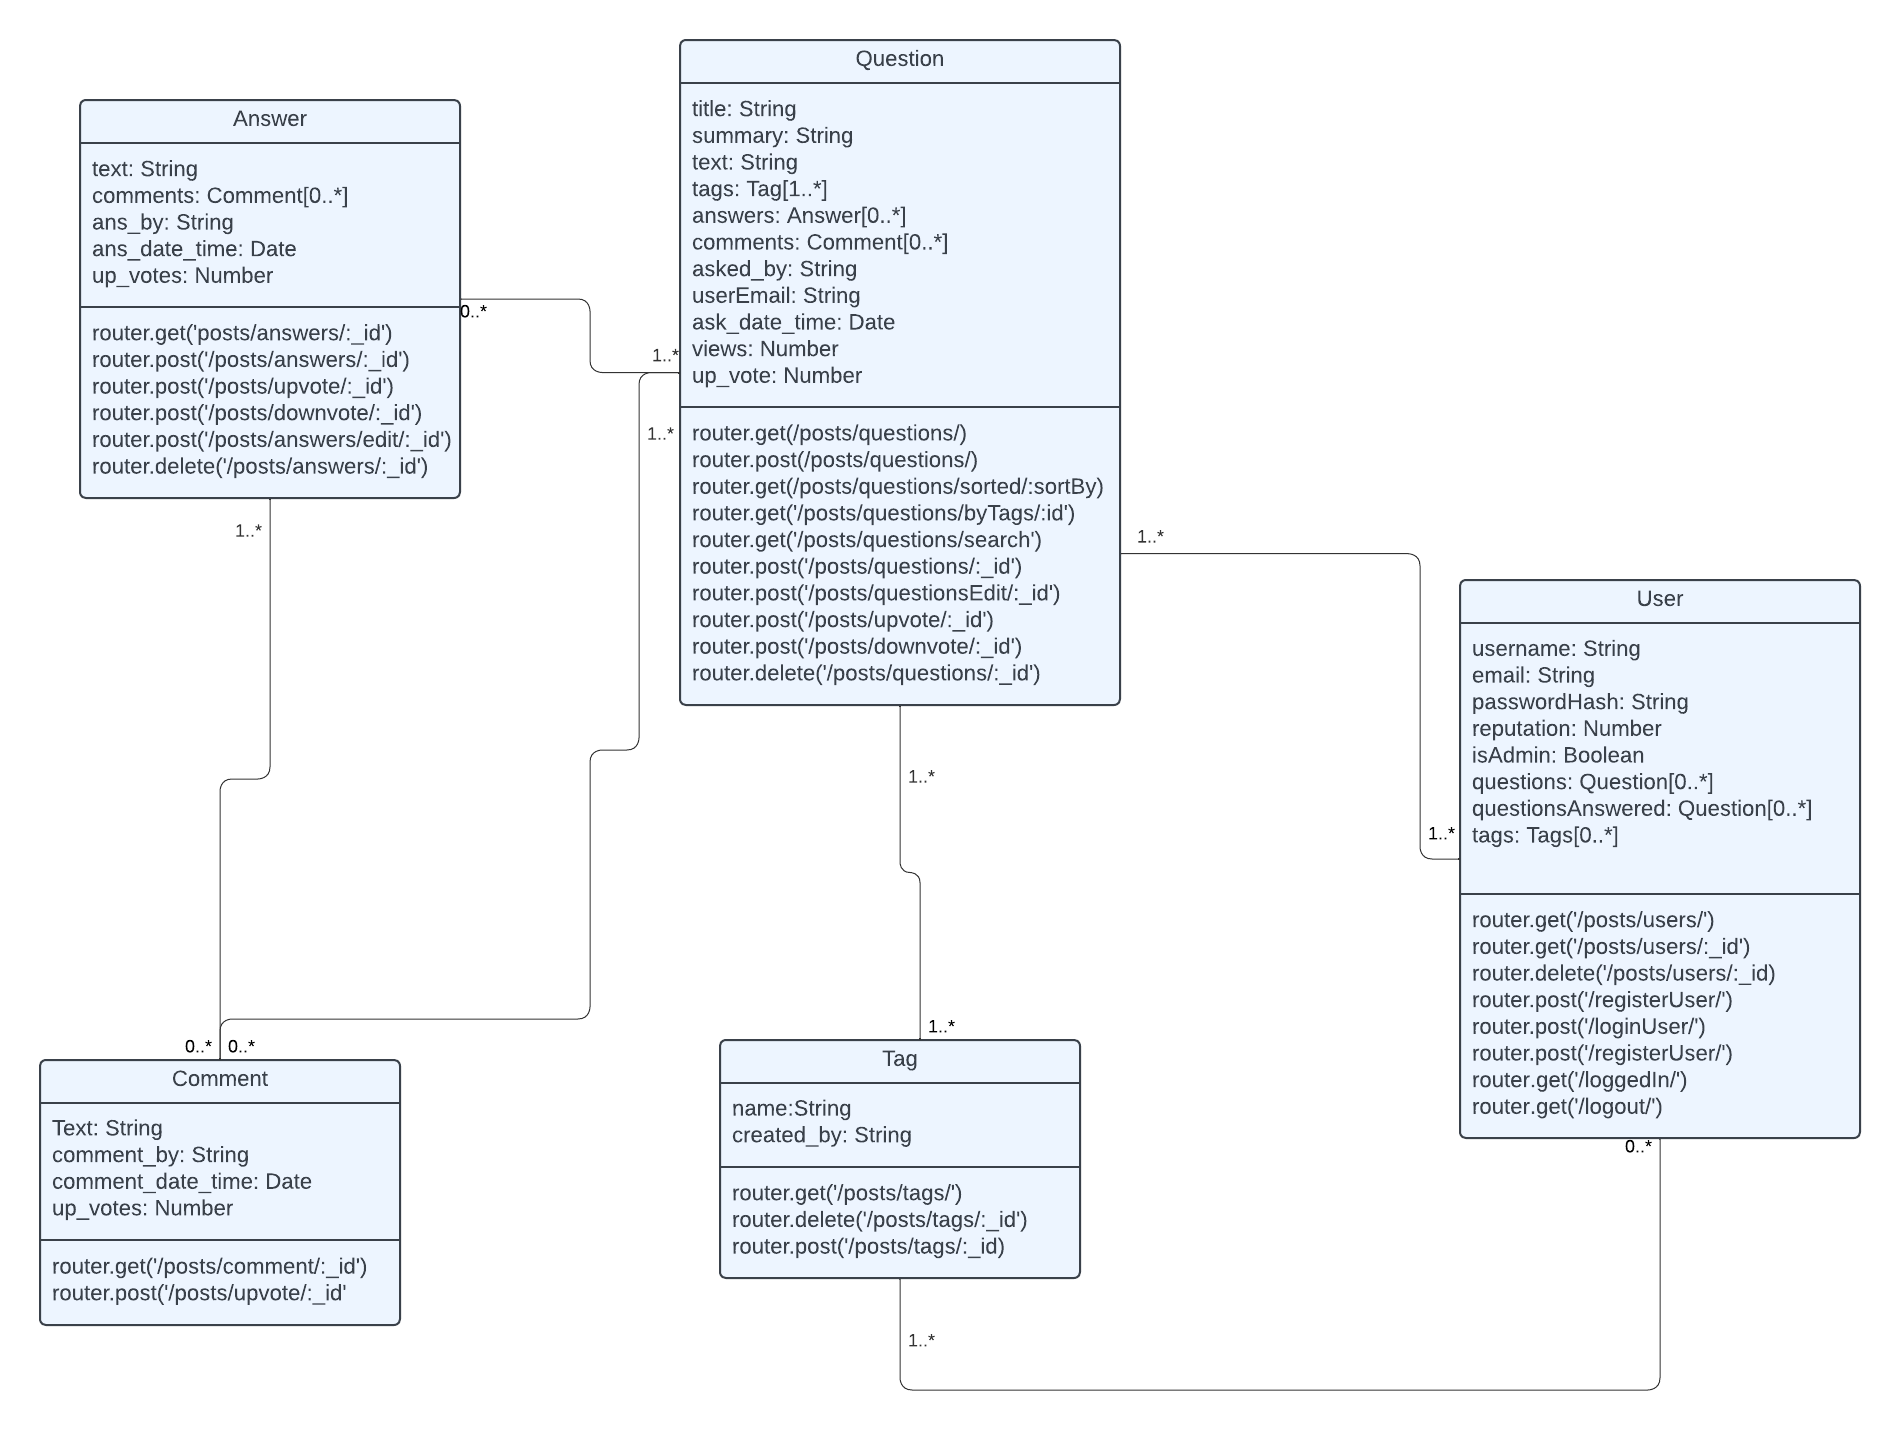 Question
title: String
summary: String
text: String
tags: Tag[1..*]
answers: Answer[0..*]
comments: Comment[0..*]
asked_by: String
userEmail: String
ask_date_time: Date
views: Number
up_vote: Number
router.get(/posts/questions/)
router.post(/posts/questions/)
router.get(/posts/questions/sorted/:sortBy)
router.get('/posts/questions/byTags/:id')
router.get('/posts/questions/search')
router.post('/posts/questions/:_id')
router.post('/posts/questionsEdit/:_id')
router.post('/posts/upvote/:_id')
router.post('/posts/downvote/:_id')
router.delete('/posts/questions/:_id')
Answer
text: String
comments: Comment[0..*]
ans_by: String
ans_date_time: Date
up_votes: Number
router.get('posts/answers/:_id')
router.post('/posts/answers/:_id')
router.post('/posts/upvote/:_id')
router.post('/posts/downvote/:_id')
router.post('/posts/answers/edit/:_id')
router.delete('/posts/answers/:_id')
0..*
1..*
1..*
1..*
1..*
User
username: String
email: String
passwordHash: String
reputation: Number
isAdmin: Boolean
questions: Question[0..*]
questionsAnswered: Question[0..*]
tags: Tags[0..*]
router.get('/posts/users/')
router.get('/posts/users/:_id')
router.delete('/posts/users/:_id)
router.post('/registerUser/')
router.post('/loginUser/')
router.post('/registerUser/')
router.get('/loggedIn/')
router.get('/logout/')
1..*
1..*
1..*
0..*
0..*
0..*
Comment
Text: String
comment_by: String
comment_date_time: Date
up_votes: Number
router.get('/posts/comment/:_id')
router.post('/posts/upvote/:_id'
Tag
name:String
created_by: String
router.get('/posts/tags/')
router.delete('/posts/tags/:_id')
router.post('/posts/tags/:_id)
1..*